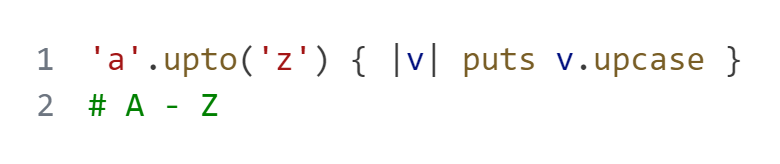 1 'a'.upto('z') { |v| puts v.upcase }
2 # A - Z